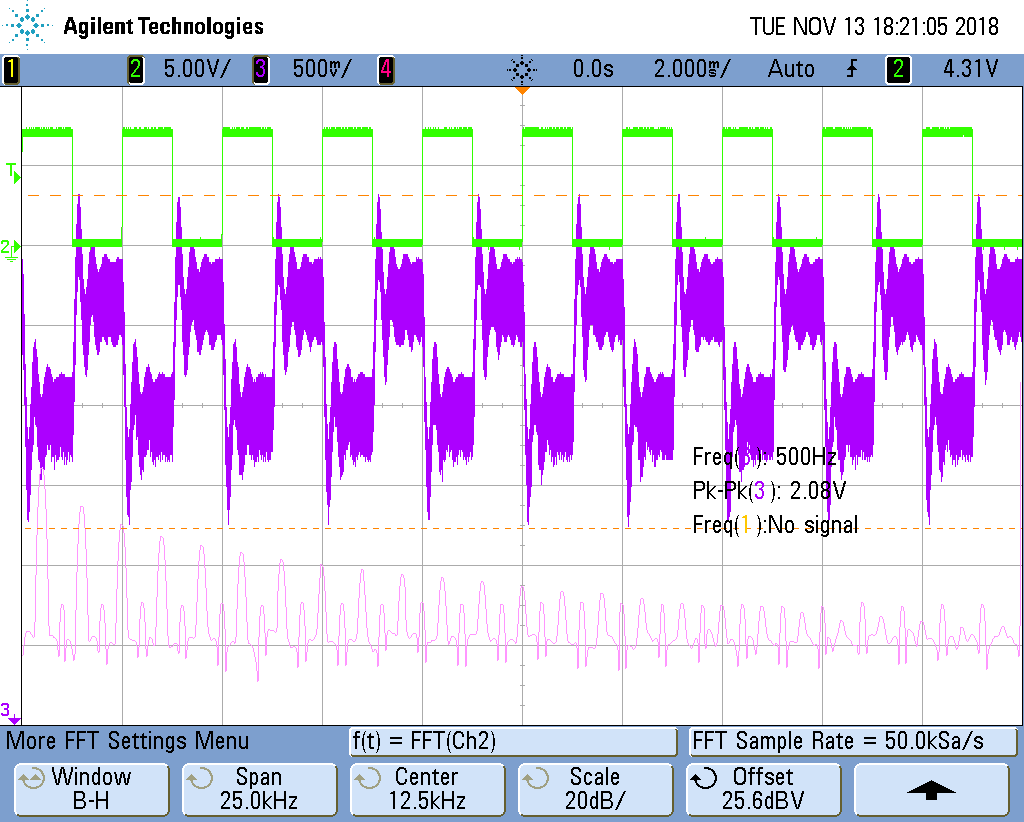 Agilent Technologies TUE NOV 13 18:21:05 2018
1 2 5.00V/ 3 500mV/ 4 0.0s 2.000ms/ Auto 2 4.31V
T
2
Freq(3): 500Hz
Pk-Pk(3): 2.08V
Freq(1):No signal
3
More FFT Settings Menu f(t) = FFT(Ch2) FFT Sample Rate = 50.0kSa/s
Window Span Center Scale Offset
B-H 25.0kHz 12.5kHz 20dB/ 25.6dBV